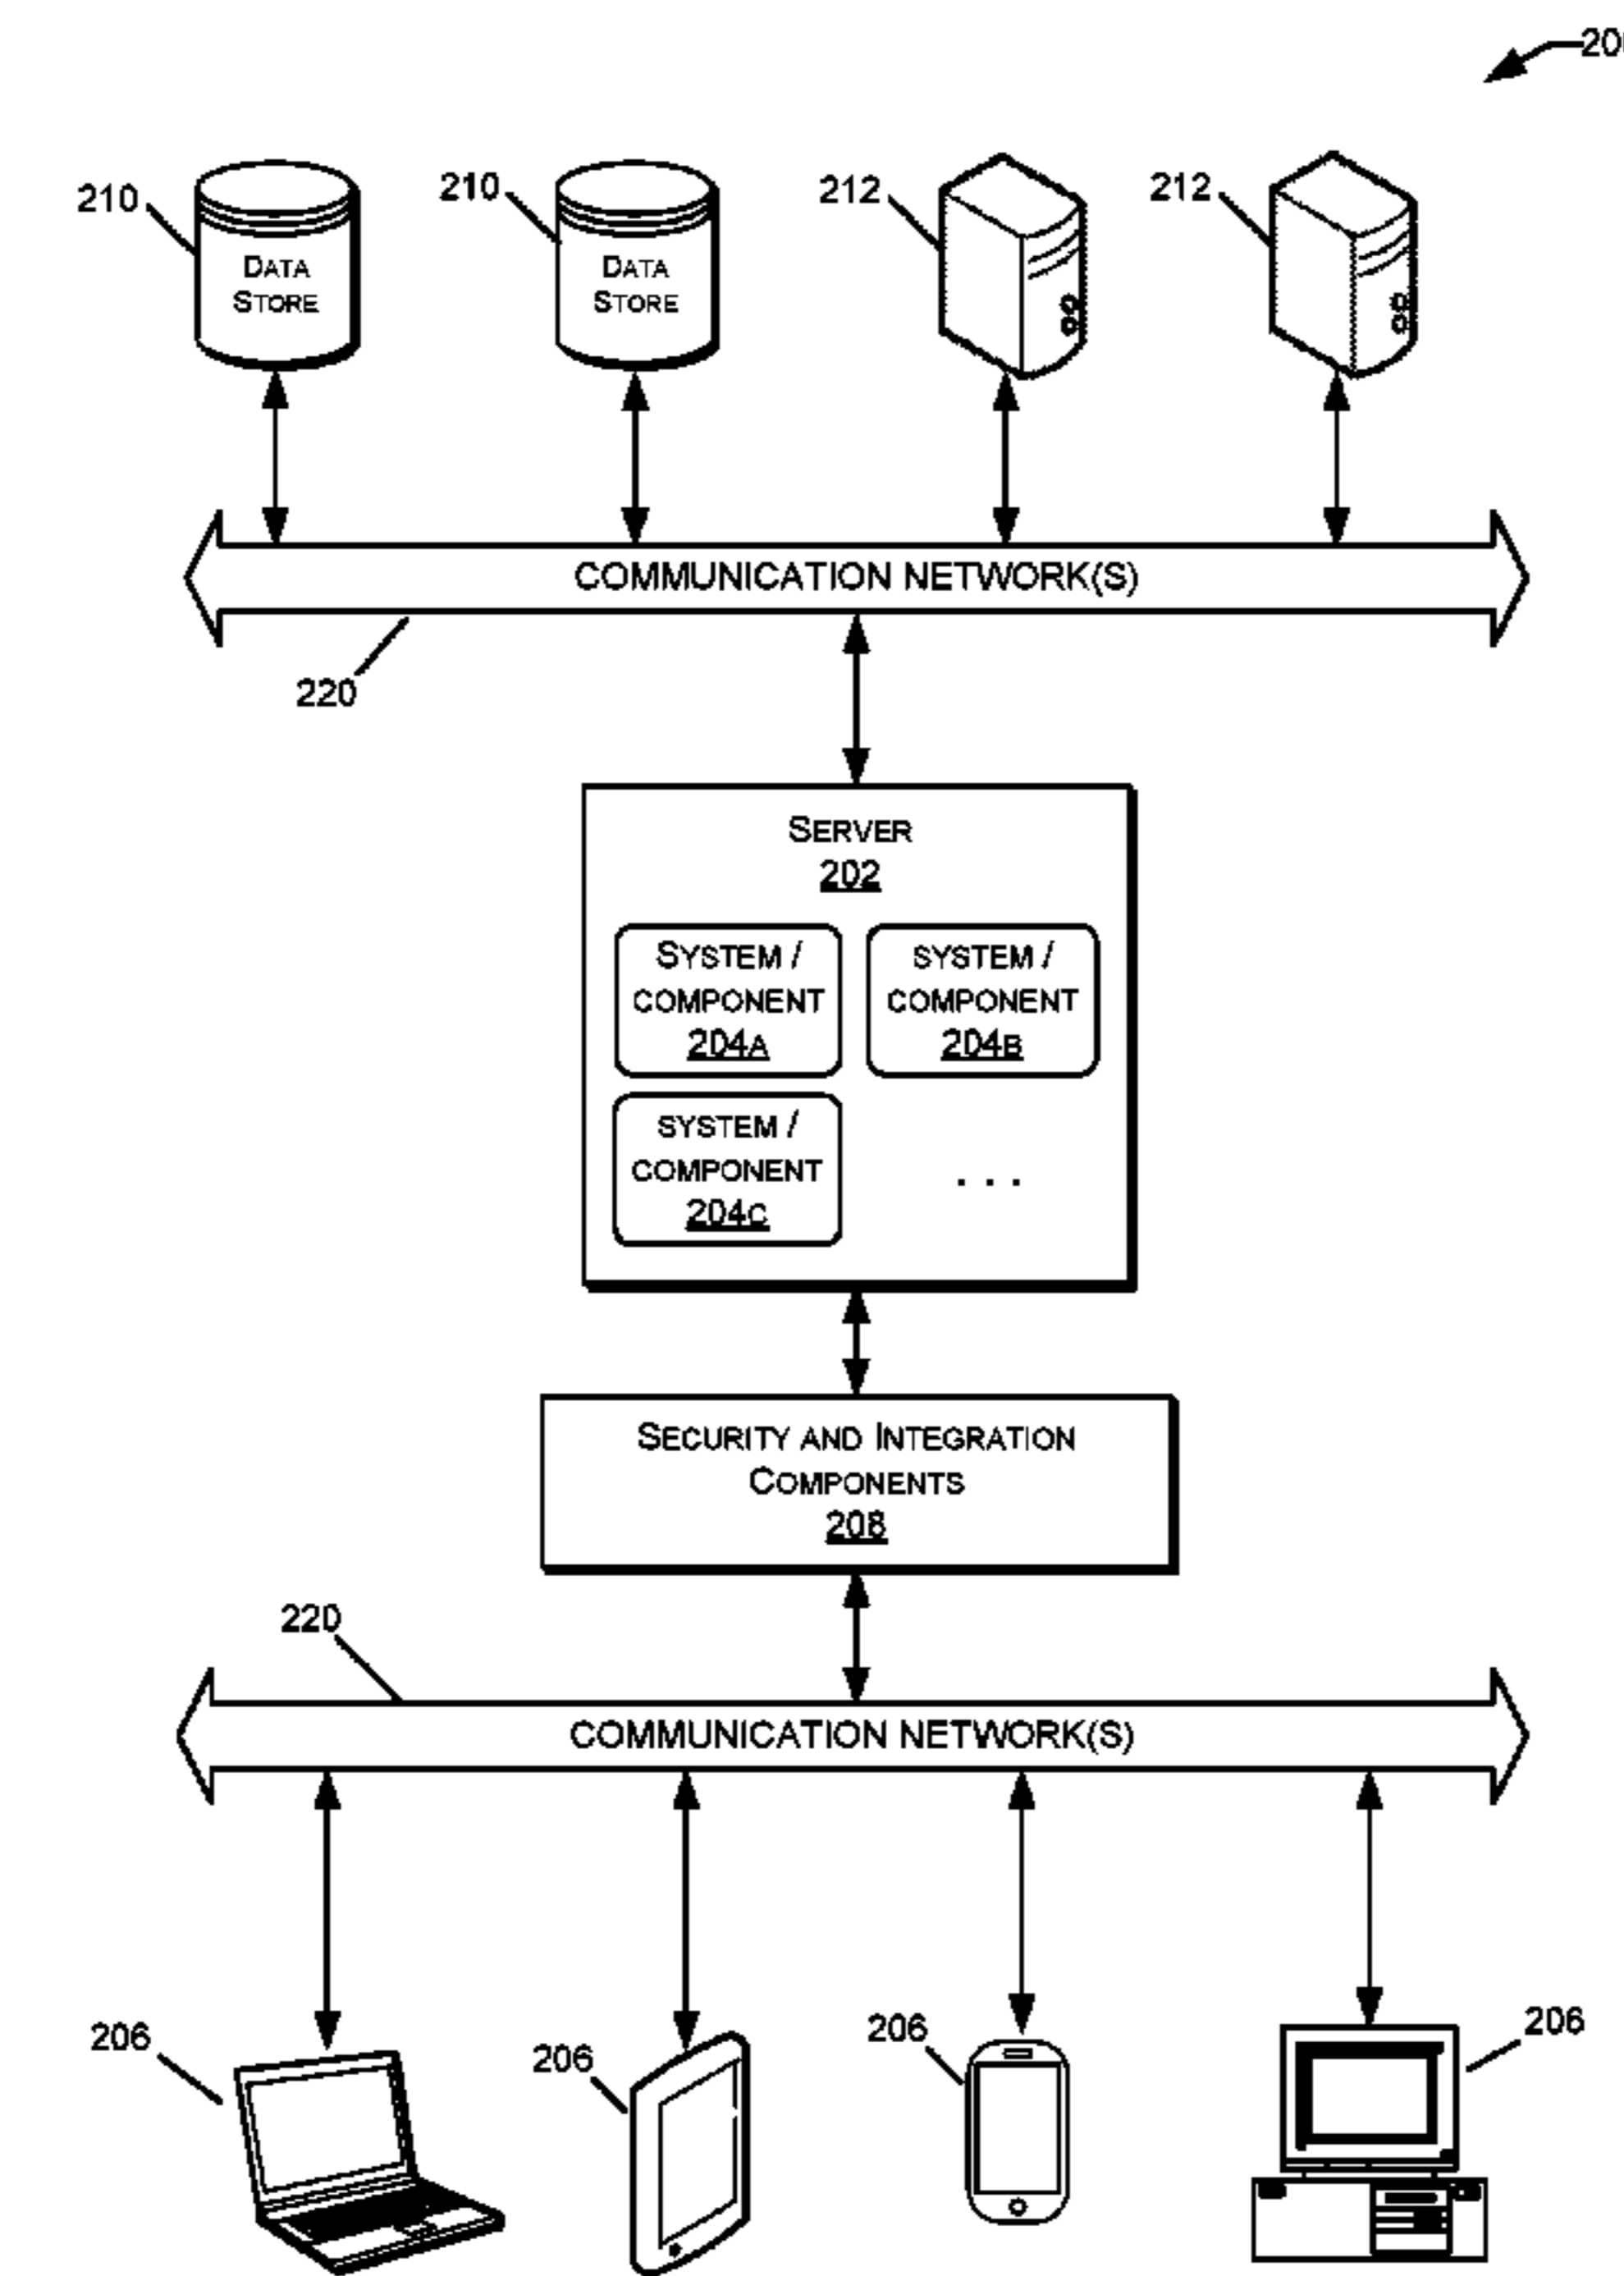 210
210
212
212
DATA
STORE
DATA
STORE
COMMUNICATION NETWORK(S)
220
SERVER
202
SYSTEM /
COMPONENT
204A
SYSTEM /
COMPONENT
204B
SYSTEM /
COMPONENT
204C
. . .
SECURITY AND INTEGRATION
COMPONENTS
208
220
COMMUNICATION NETWORK(S)
206
206
206
206